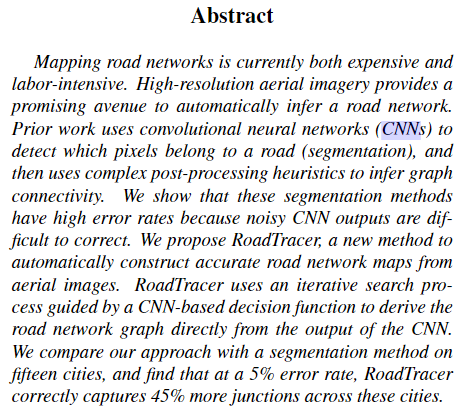 Abstract
Mapping road networks is currently both expensive and
labor-intensive. High-resolution aerial imagery provides a
promising avenue to automatically infer a road network.
Prior work uses convolutional neural networks (CNNs) to
detect which pixels belong to a road (segmentation), and
then uses complex post-processing heuristics to infer graph
connectivity. We show that these segmentation methods
have high error rates because noisy CNN outputs are dif-
ficult to correct. We propose RoadTracer, a new method to
automatically construct accurate road network maps from
aerial images. RoadTracer uses an iterative search pro-
cess guided by a CNN-based decision function to derive the
road network graph directly from the output of the CNN.
We compare our approach with a segmentation method on
fifteen cities, and find that at a 5% error rate, RoadTracer
correctly captures 45% more junctions across these cities.